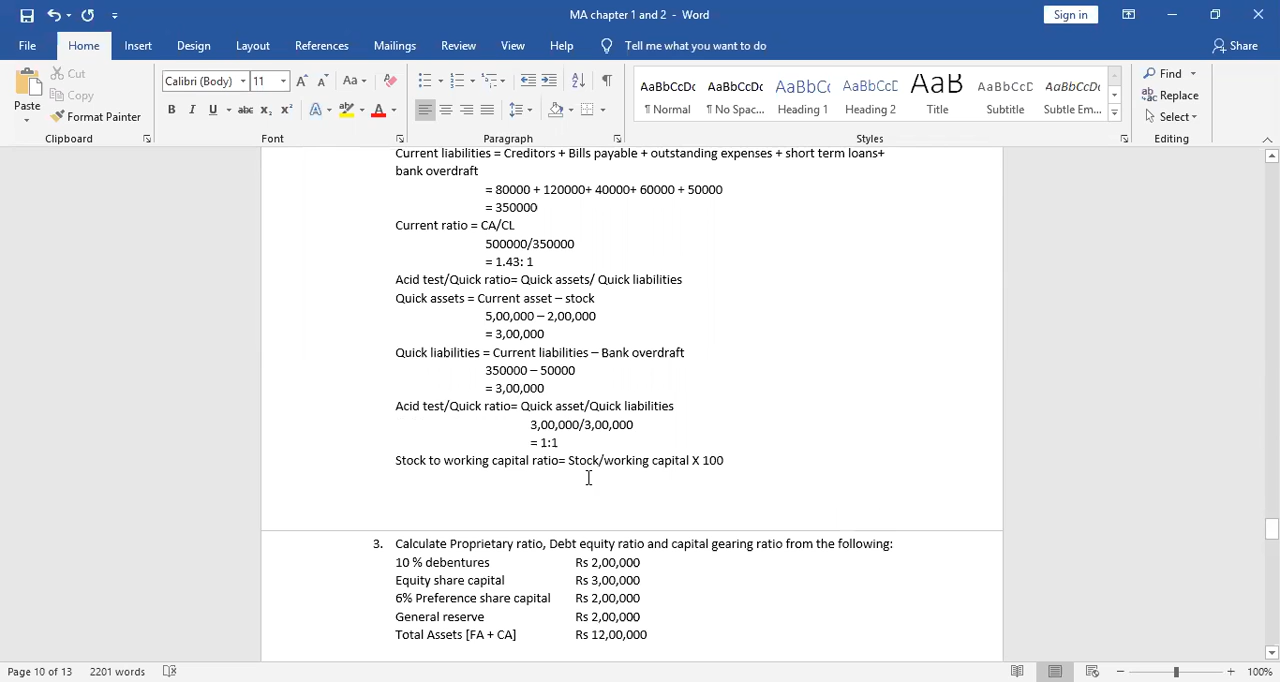 MA chapter 1 and 2 - Word
Sign in
File Home Insert Design Layout References Mailings Review View Help Tell me what you want to do Share
Paste
Cut
Copy
Format Painter
Clipboard
Calibri (Body) 11
Font
Paragraph
AaBbCcDc AaBbCcDc AaBbCc AaBbCcD AaB AaBbCcD AaBbCcDc
¶ Normal ¶ No Spac... Heading 1 Heading 2 Title Subtitle Subtle Em...
Styles
Find
Replace
Select
Editing
Current liabilities = Creditors + Bills payable + outstanding expenses + short term loans+
bank overdraft
= 80000 + 120000+ 40000+ 60000 + 50000
= 350000
Current ratio = CA/CL
500000/350000
= 1.43: 1
Acid test/Quick ratio= Quick assets/ Quick liabilities
Quick assets = Current asset – stock
5,00,000 – 2,00,000
= 3,00,000
Quick liabilities = Current liabilities – Bank overdraft
350000 – 50000
= 3,00,000
Acid test/Quick ratio= Quick asset/Quick liabilities
3,00,000/3,00,000
= 1:1
Stock to working capital ratio= Stock/working capital X 100
3. Calculate Proprietary ratio, Debt equity ratio and capital gearing ratio from the following:
10 % debentures Rs 2,00,000
Equity share capital Rs 3,00,000
6% Preference share capital Rs 2,00,000
General reserve Rs 2,00,000
Total Assets [FA + CA] Rs 12,00,000
Page 10 of 13 2201 words 100%